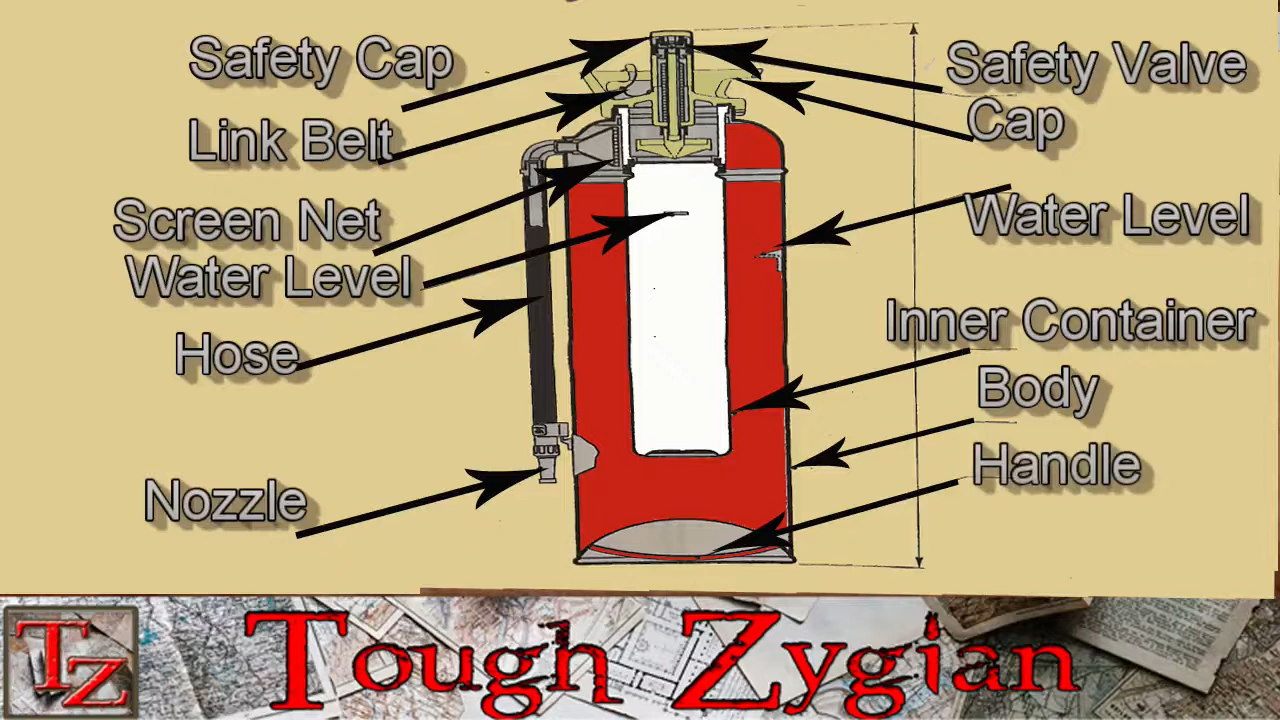 Safety Cap
Link Belt
Screen Net
Water Level
Hose
Nozzle
Safety Valve
Cap
Water Level
Inner Container
Body
Handle
TZ
Tough Zygian